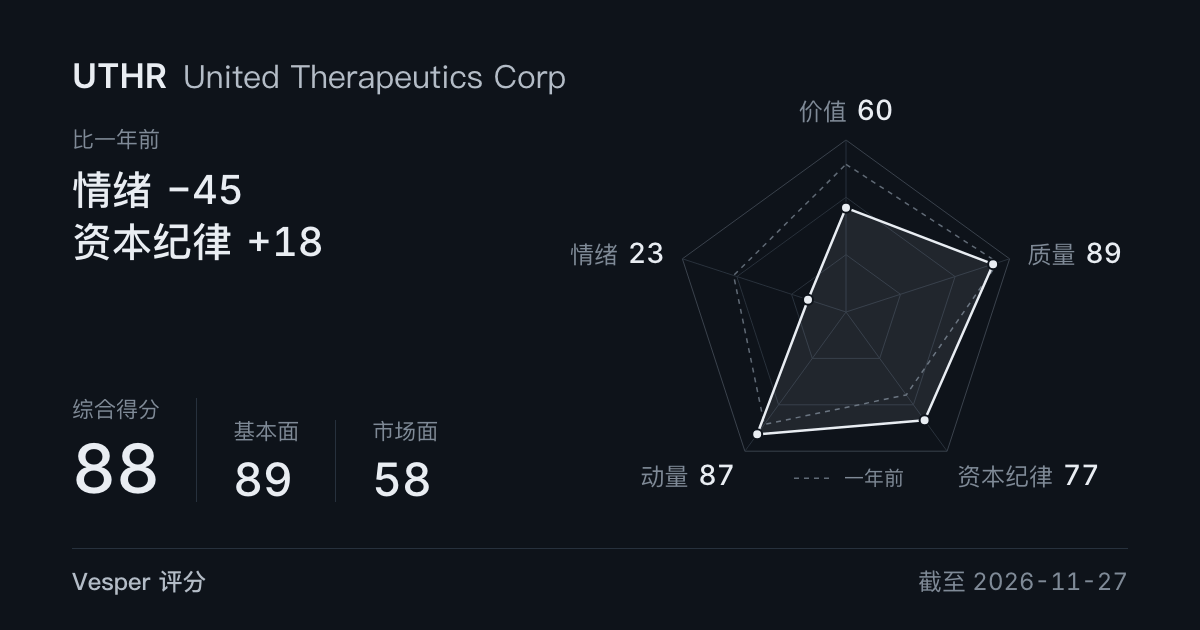 UTHR United Therapeutics Corp
比一年前
情绪 −45
资本纪律 +18
价值 60
情绪 23
质量 89
动量 87
---- 一年前
资本纪律 77
综合得分
88
基本面
89
市场面
58
Vesper 评分
截至 2026-11-27